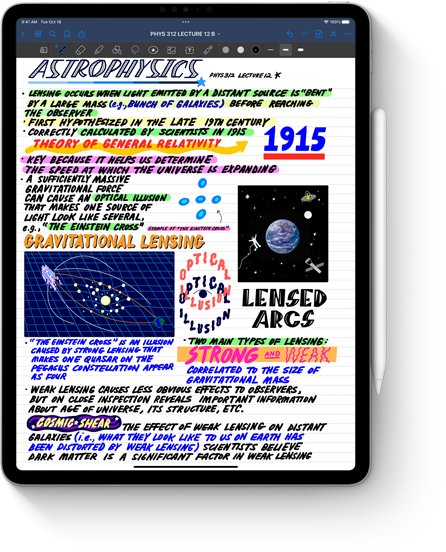 9:41 AM Tue Oct 18
100%
PHYS 312 LECTURE 12 B
ASTROPHYSICS
PHYS 312 LECTURE 12
• LENSING OCCURS WHEN LIGHT EMITTED BY A DISTANT SOURCE IS "BENT"
BY A LARGE MASS (e.g., BUNCH OF GALAXIES) BEFORE REACHING
THE OBSERVER
• FIRST HYPOTHESIZED IN THE LATE 19TH CENTURY
• CORRECTLY CALCULATED BY SCIENTISTS IN 1915
THEORY OF GENERAL RELATIVITY
1915
• KEY BECAUSE IT HELPS US DETERMINE
THE SPEED AT WHICH THE UNIVERSE IS EXPANDING
• A SUFFICIENTLY MASSIVE
GRAVITATIONAL FORCE
CAN CAUSE AN OPTICAL ILLUSION
THAT MAKES ONE SOURCE OF
LIGHT LOOK LIKE SEVERAL,
e.g., "THE EINSTEIN CROSS"
EXAMPLE OF "THE EINSTEIN CROSS"
GRAVITATIONAL LENSING
OPTICAL
OPTICAL
ILLUSION
ILLUSION
LENSED
ARCS
• "THE EINSTEIN CROSS" IS AN ILLUSION
CAUSED BY STRONG LENSING THAT
MAKES ONE QUASAR ON THE
PEGASUS CONSTELLATION APPEAR
AS FOUR
• TWO MAIN TYPES OF LENSING:
STRONG AND WEAK
CORRELATED TO THE SIZE OF
GRAVITATIONAL MASS
• WEAK LENSING CAUSES LESS OBVIOUS EFFECTS TO OBSERVERS,
BUT ON CLOSE INSPECTION REVEALS IMPORTANT INFORMATION
ABOUT AGE OF UNIVERSE, ITS STRUCTURE, ETC.
COSMIC SHEAR THE EFFECT OF WEAK LENSING ON DISTANT
GALAXIES (i.e., WHAT THEY LOOK LIKE TO US ON EARTH HAS
BEEN DISTORTED BY WEAK LENSING) SCIENTISTS BELIEVE
DARK MATTER IS A SIGNIFICANT FACTOR IN WEAK LENSING